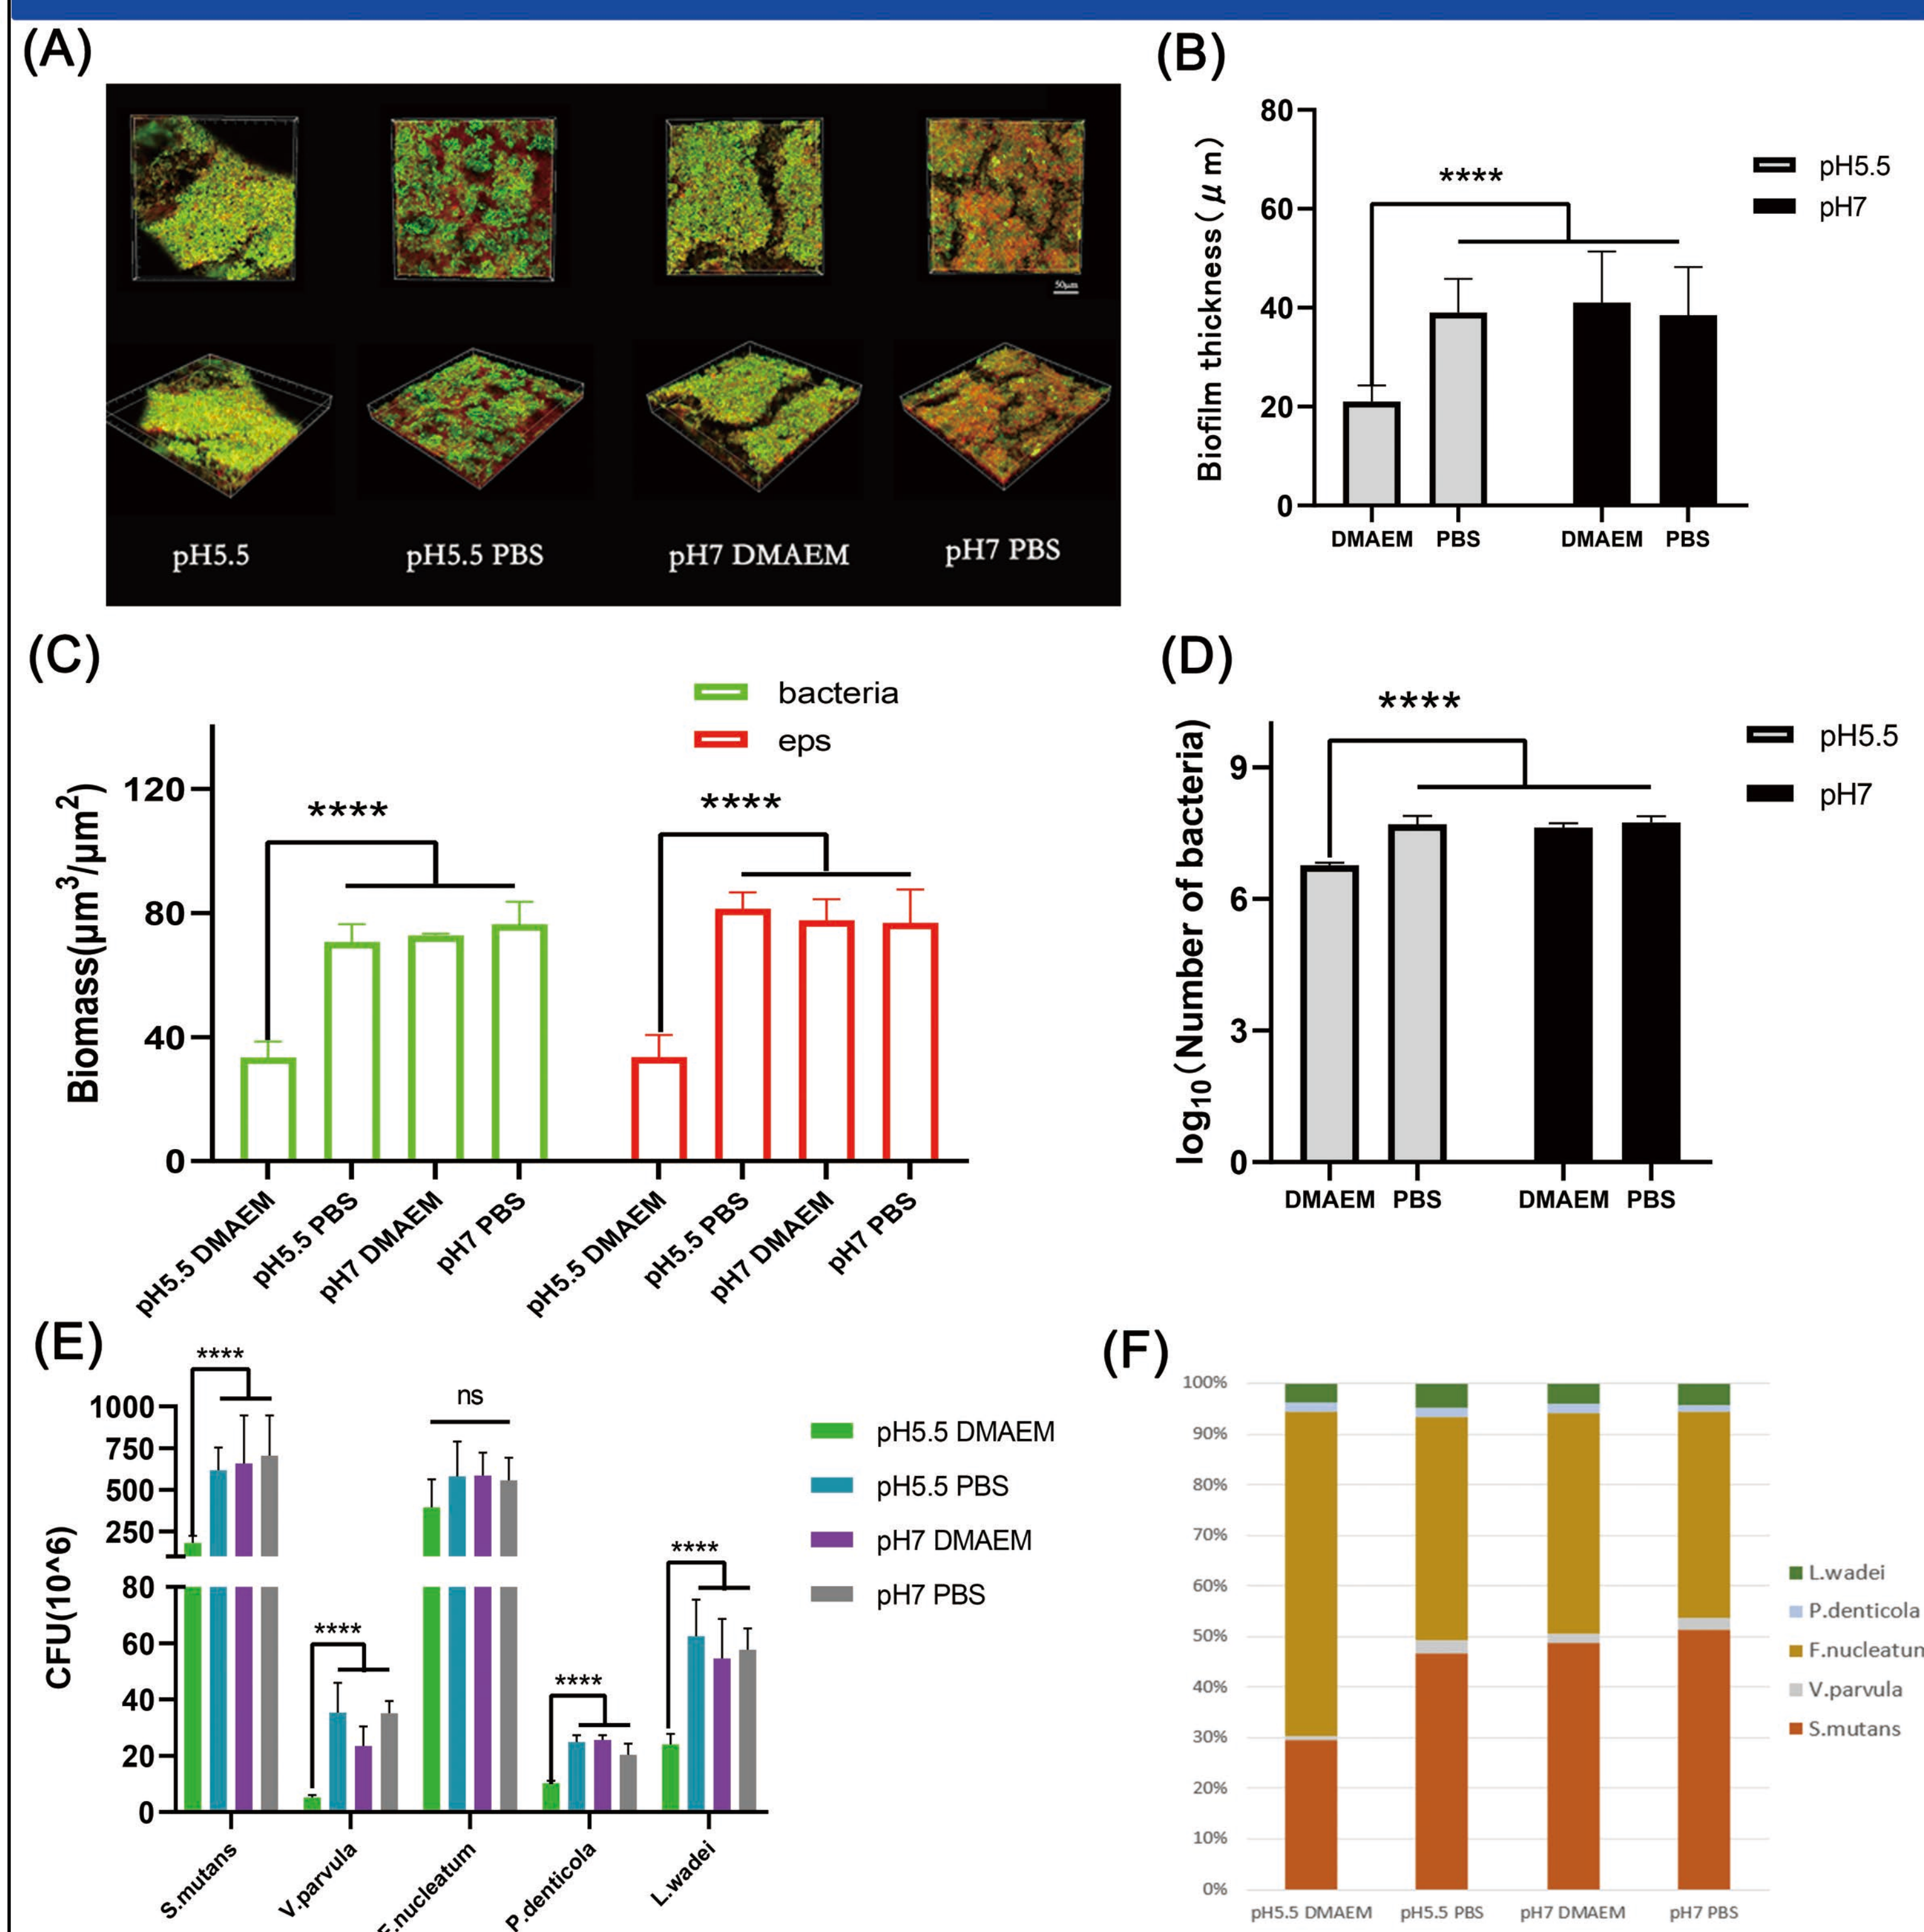 (A)
50μm
pH5.5
pH5.5 PBS
pH7 DMAEM
pH7 PBS
(B)
Biofilm thickness(μm)
80
60
40
20
0
****
pH5.5
pH7
DMAEM
PBS
DMAEM
PBS
(C)
bacteria
eps
Biomass(μm³/μm²)
120
80
40
0
****
****
pH5.5 DMAEM
pH5.5 PBS
pH7 DMAEM
pH7 PBS
pH5.5 DMAEM
pH5.5 PBS
pH7 DMAEM
pH7 PBS
(D)
log₁₀(Number of bacteria)
9
6
3
0
****
pH5.5
pH7
DMAEM
PBS
DMAEM
PBS
(E)
CFU(10^6)
1000
750
500
250
80
60
40
20
0
****
****
ns
****
****
pH5.5 DMAEM
pH5.5 PBS
pH7 DMAEM
pH7 PBS
S.mutans
V.parvula
F.nucleatum
P.denticola
L.wadei
(F)
100%
90%
80%
70%
60%
50%
40%
30%
20%
10%
0%
L.wadei
P.denticola
F.nucleatum
V.parvula
S.mutans
pH5.5 DMAEM
pH5.5 PBS
pH7 DMAEM
pH7 PBS